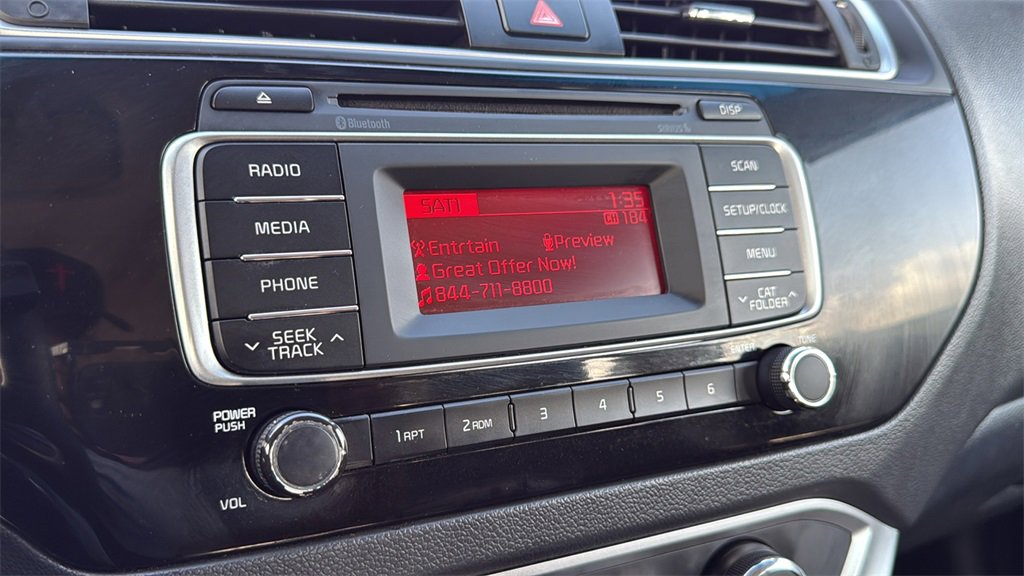 DISP
Bluetooth
SIRIUS
RADIO
MEDIA
PHONE
SEEK
TRACK
SAT1
1:35
CH 184
Entrtain
Preview
Great Offer Now!
844-711-8800
SCAN
SETUP/CLOCK
MENU
CAT
FOLDER
POWER
PUSH
VOL
1 RPT
2 RDM
3
4
5
6
ENTER
TUNE